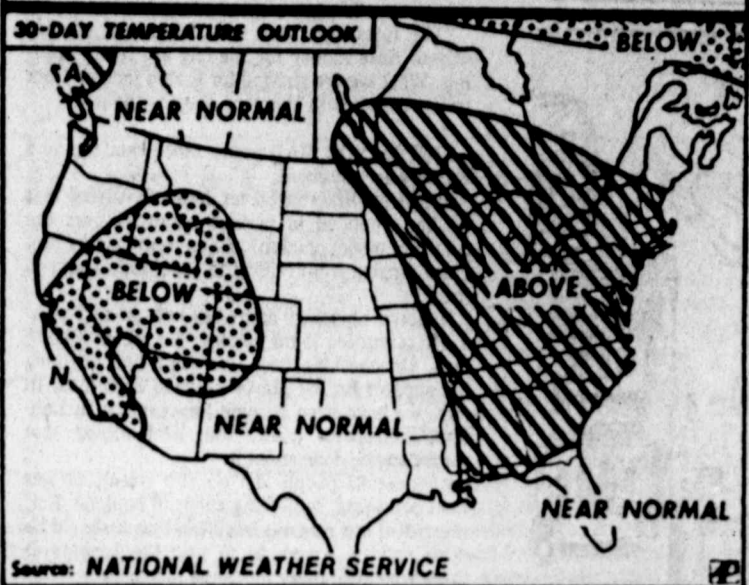 30-DAY TEMPERATURE OUTLOOK
BELOW
A
NEAR NORMAL
BELOW
ABOVE
N
NEAR NORMAL
NEAR NORMAL
Source: NATIONAL WEATHER SERVICE
AP